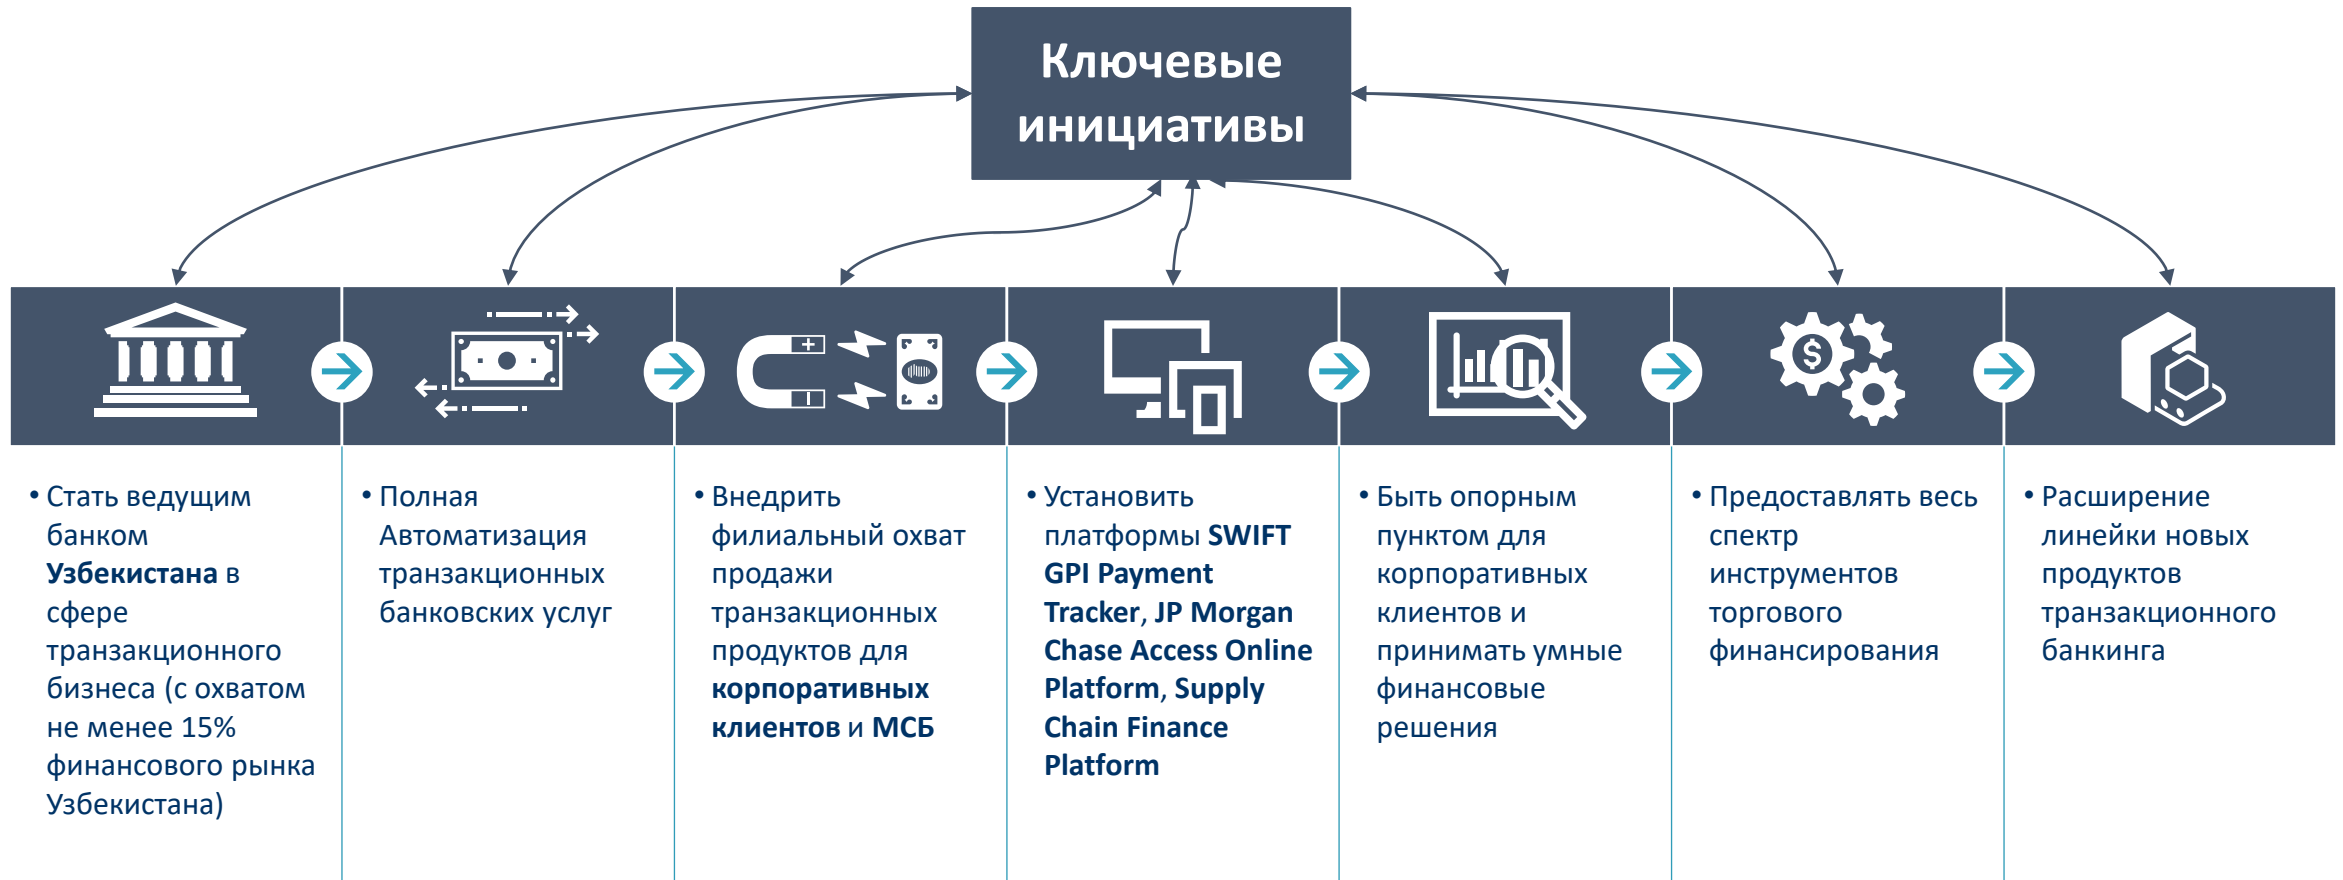 Ключевые
инициативы
• Стать ведущим
банком
Узбекистана в
сфере
транзакционного
бизнеса (с охватом
не менее 15%
финансового рынка
Узбекистана)
• Полная
Автоматизация
транзакционных
банковских услуг
• Внедрить
филиальный охват
продажи
транзакционных
продуктов для
корпоративных
клиентов и МСБ
• Установить
платформы SWIFT
GPI Payment
Tracker, JP Morgan
Chase Access Online
Platform, Supply
Chain Finance
Platform
• Быть опорным
пунктом для
корпоративных
клиентов и
принимать умные
финансовые
решения
• Предоставлять весь
спектр
инструментов
торгового
финансирования
• Расширение
линейки новых
продуктов
транзакционного
банкинга